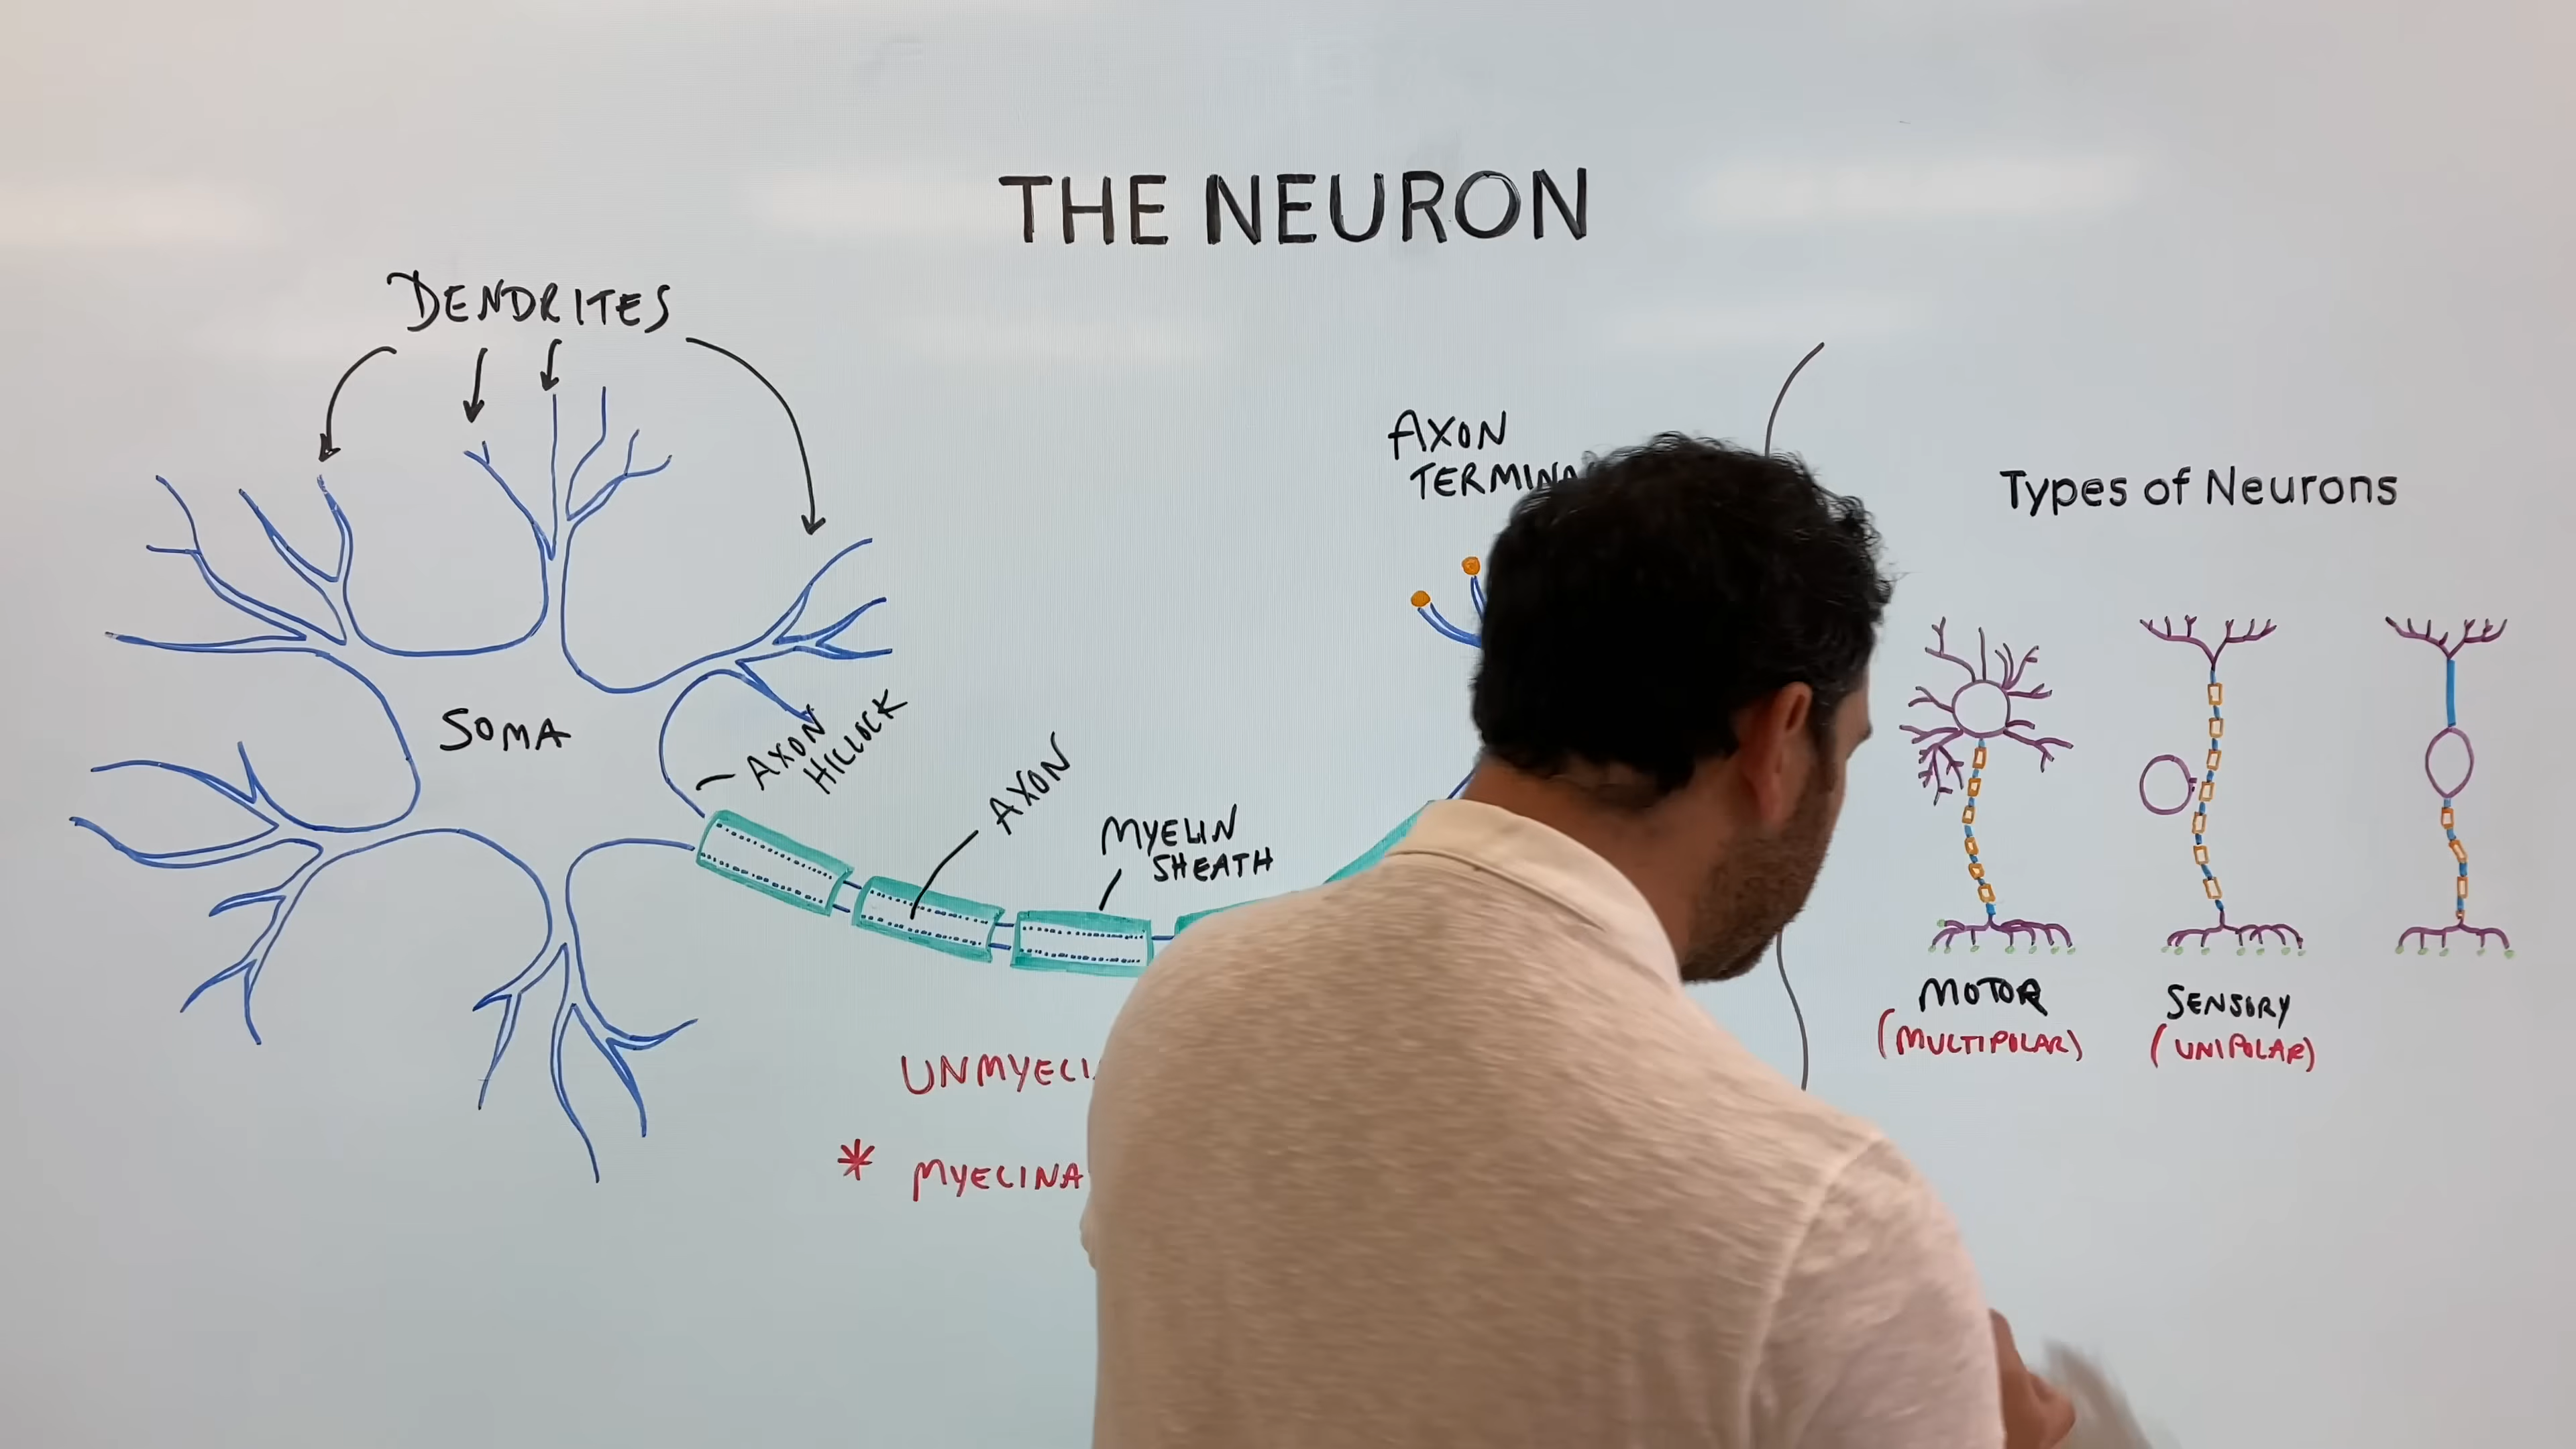 THE NEURON
DENDRITES
SOMA
AXON
HILLOCK
AXON
MYELIN
SHEATH
AXON
Types of Neurons
MOTOR
(MULTIPOLAR)
SENSORY
(UNIPOLAR)
*